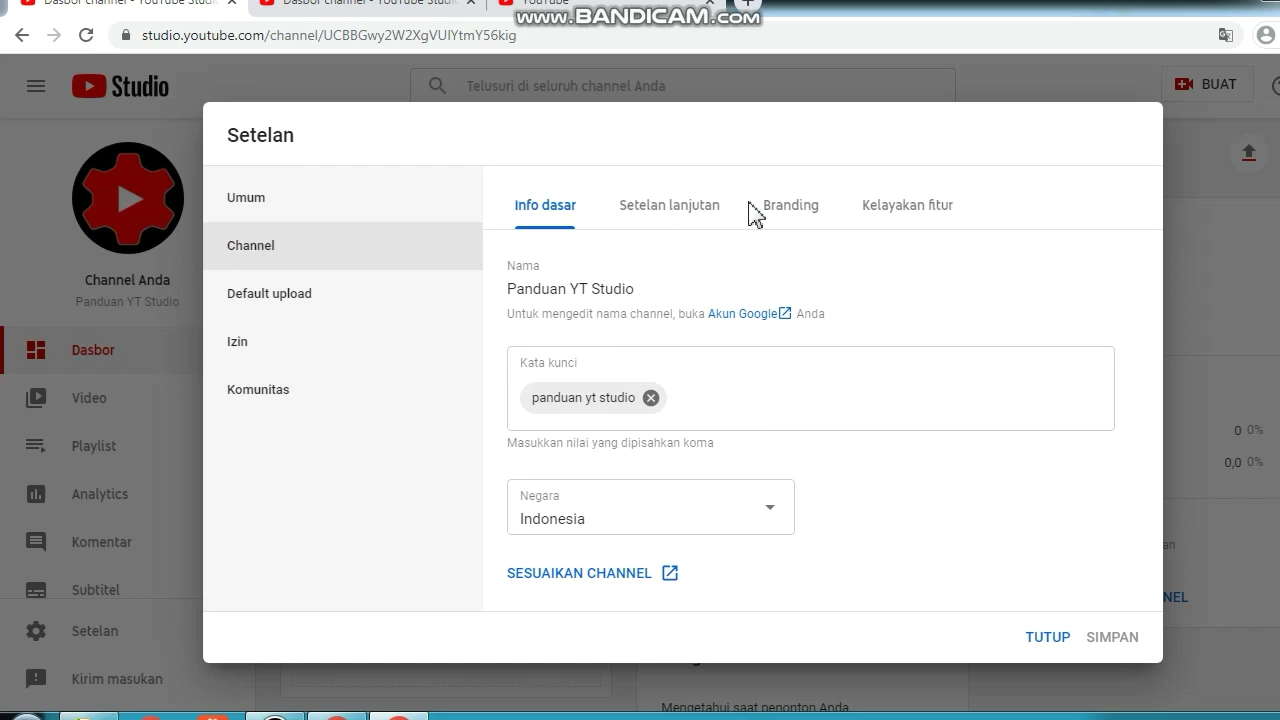 Dasbor channel - YouTube Studi
Dasbor channel - YouTube Studi
YouTube
www.BANDICAM.com
studio.youtube.com/channel/UCBBGwy2W2XgVUIYtmY56kig
Studio
Telusuri di seluruh channel Anda
BUAT
Setelan
Umum
Channel
Default upload
Izin
Komunitas
Info dasar
Setelan lanjutan
Branding
Kelayakan fitur
Nama
Panduan YT Studio
Untuk mengedit nama channel, buka Akun Google Anda
Kata kunci
panduan yt studio
Masukkan nilai yang dipisahkan koma
Negara
Indonesia
SESUAIKAN CHANNEL
TUTUP
SIMPAN
Channel Anda
Panduan YT Studio
Dasbor
Video
Playlist
Analytics
Komentar
Subtitel
Setelan
Kirim masukan
0 0%
0,0 0%
an
NEL
Mengetahui saat penonton Anda